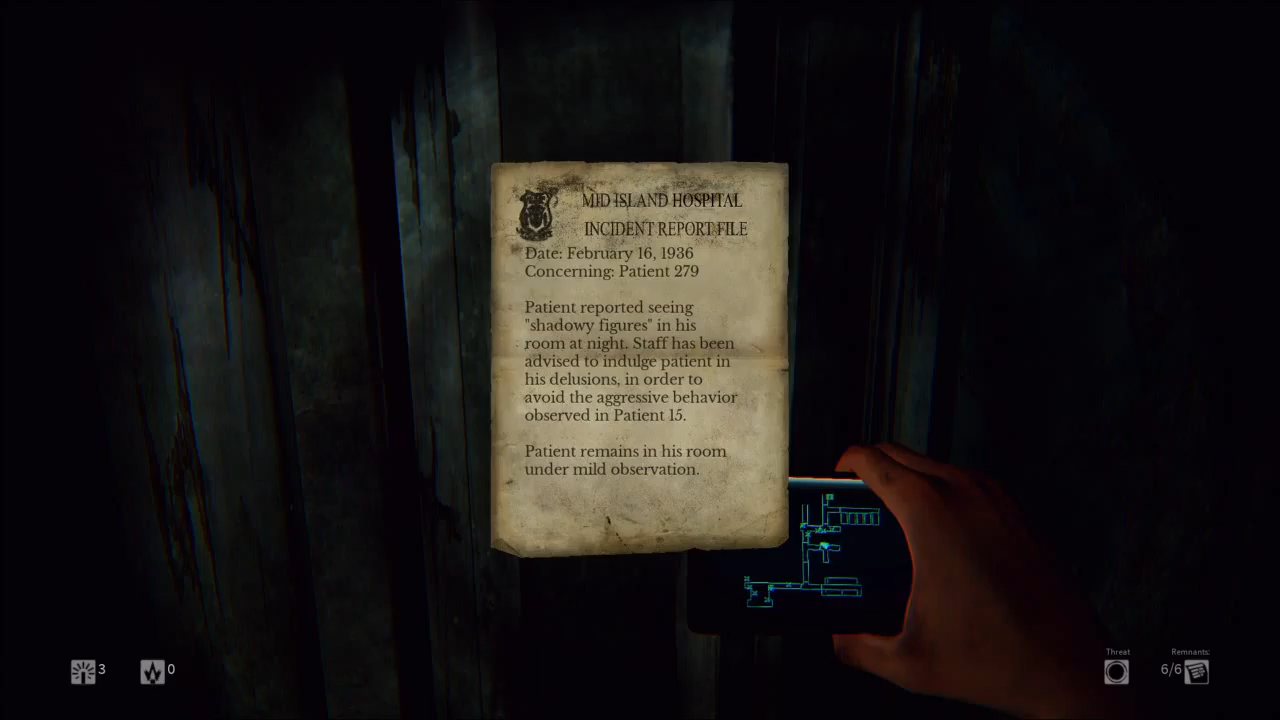 MID ISLAND HOSPITAL
INCIDENT REPORT FILE
Date: February 16, 1936
Concerning: Patient 279
Patient reported seeing
"shadowy figures" in his
room at night. Staff has been
advised to indulge patient in
his delusions, in order to
avoid the aggressive behavior
observed in Patient 15.
Patient remains in his room
under mild observation.
3
0
Threat
Remnants:
6/6